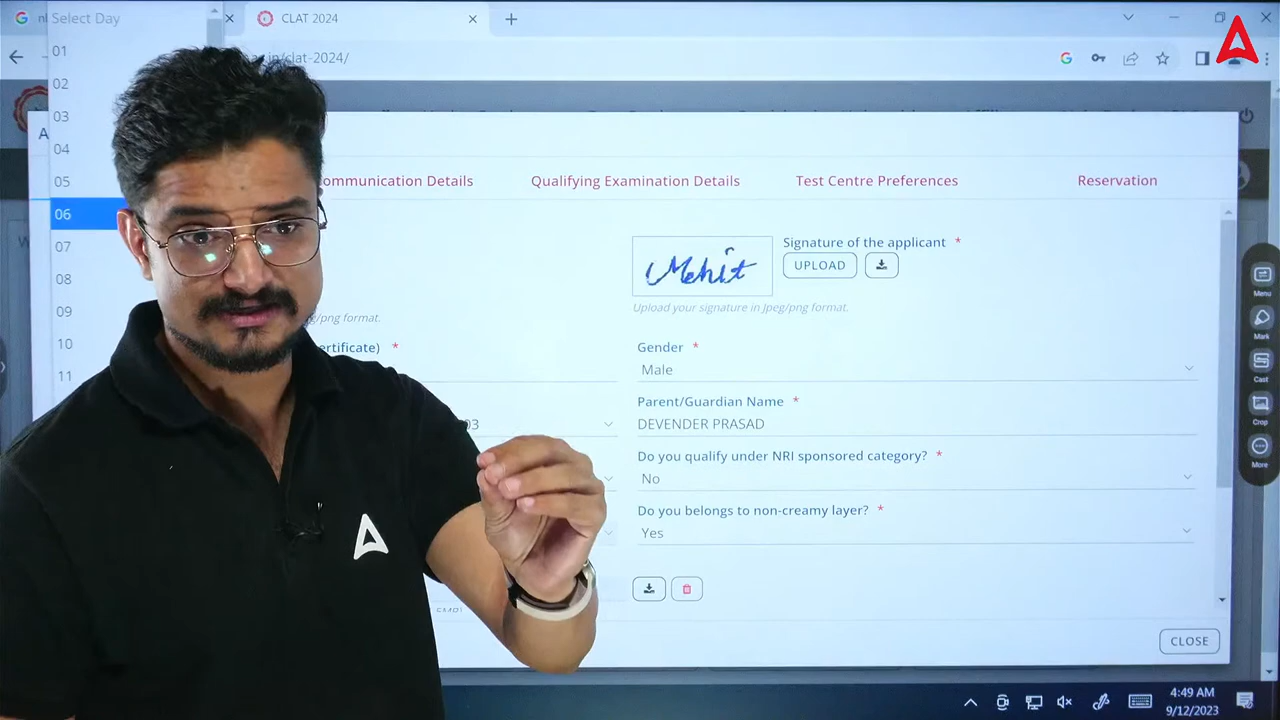 Select Day
CLAT 2024
in/clat-2024/
01
02
03
04
05
06
07
08
09
10
11
ommunication Details
Qualifying Examination Details
Test Centre Preferences
Reservation
Mehit
Signature of the applicant *
UPLOAD
Upload your signature in Jpeg/png format.
g/png format.
ertificate) *
Gender *
Male
03
Parent/Guardian Name *
DEVENDER PRASAD
Do you qualify under NRI sponsored category? *
No
Do you belongs to non-creamy layer? *
Yes
CLOSE
Menu
Mark
Cast
Crop
More
4:49 AM
9/12/2023